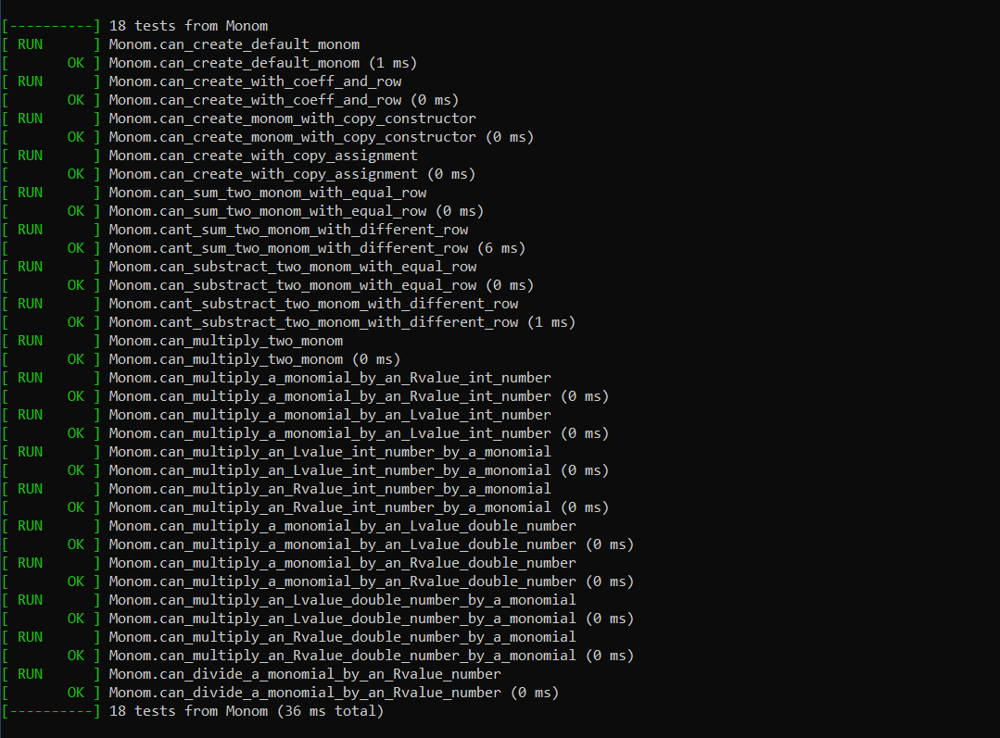 [----------] 18 tests from Monom
[ RUN      ] Monom.can_create_default_monom
[       OK ] Monom.can_create_default_monom (1 ms)
[ RUN      ] Monom.can_create_with_coeff_and_row
[       OK ] Monom.can_create_with_coeff_and_row (0 ms)
[ RUN      ] Monom.can_create_monom_with_copy_constructor
[       OK ] Monom.can_create_monom_with_copy_constructor (0 ms)
[ RUN      ] Monom.can_create_with_copy_assignment
[       OK ] Monom.can_create_with_copy_assignment (0 ms)
[ RUN      ] Monom.can_sum_two_monom_with_equal_row
[       OK ] Monom.can_sum_two_monom_with_equal_row (0 ms)
[ RUN      ] Monom.cant_sum_two_monom_with_different_row
[       OK ] Monom.cant_sum_two_monom_with_different_row (6 ms)
[ RUN      ] Monom.can_substract_two_monom_with_equal_row
[       OK ] Monom.can_substract_two_monom_with_equal_row (0 ms)
[ RUN      ] Monom.cant_substract_two_monom_with_different_row
[       OK ] Monom.cant_substract_two_monom_with_different_row (1 ms)
[ RUN      ] Monom.can_multiply_two_monom
[       OK ] Monom.can_multiply_two_monom (0 ms)
[ RUN      ] Monom.can_multiply_a_monomial_by_an_Rvalue_int_number
[       OK ] Monom.can_multiply_a_monomial_by_an_Rvalue_int_number (0 ms)
[ RUN      ] Monom.can_multiply_a_monomial_by_an_Lvalue_int_number
[       OK ] Monom.can_multiply_a_monomial_by_an_Lvalue_int_number (0 ms)
[ RUN      ] Monom.can_multiply_an_Lvalue_int_number_by_a_monomial
[       OK ] Monom.can_multiply_an_Lvalue_int_number_by_a_monomial (0 ms)
[ RUN      ] Monom.can_multiply_an_Rvalue_int_number_by_a_monomial
[       OK ] Monom.can_multiply_an_Rvalue_int_number_by_a_monomial (0 ms)
[ RUN      ] Monom.can_multiply_a_monomial_by_an_Lvalue_double_number
[       OK ] Monom.can_multiply_a_monomial_by_an_Lvalue_double_number (0 ms)
[ RUN      ] Monom.can_multiply_a_monomial_by_an_Rvalue_double_number
[       OK ] Monom.can_multiply_a_monomial_by_an_Rvalue_double_number (0 ms)
[ RUN      ] Monom.can_multiply_an_Lvalue_double_number_by_a_monomial
[       OK ] Monom.can_multiply_an_Lvalue_double_number_by_a_monomial (0 ms)
[ RUN      ] Monom.can_multiply_an_Rvalue_double_number_by_a_monomial
[       OK ] Monom.can_multiply_an_Rvalue_double_number_by_a_monomial (0 ms)
[ RUN      ] Monom.can_divide_a_monomial_by_an_Rvalue_number
[       OK ] Monom.can_divide_a_monomial_by_an_Rvalue_number (0 ms)
[----------] 18 tests from Monom (36 ms total)